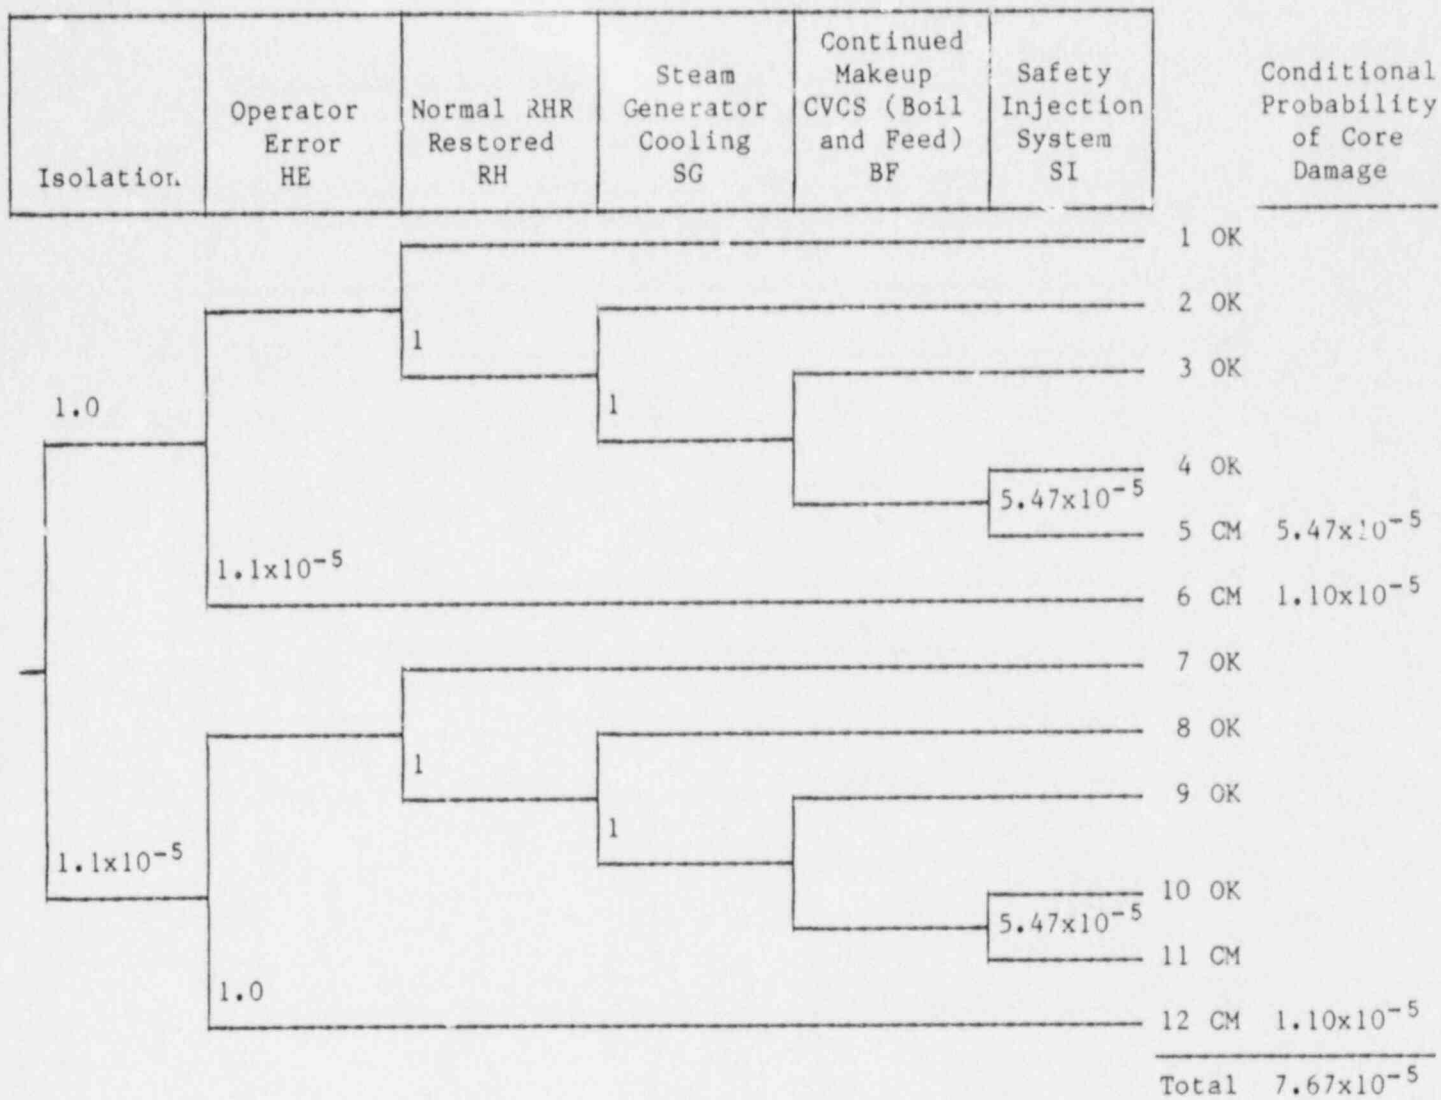 Isolation
Operator
Error
HE
Normal RHR
Restored
RH
Steam
Generator
Cooling
SG
Continued
Makeup
CVCS (Boil
and Feed)
BF
Safety
Injection
System
SI
Conditional
Probability
of Core
Damage
1 OK
2 OK
1
3 OK
1.0
1
4 OK
5.47x10⁻⁵
5 CM 5.47x10⁻⁵
1.1x10⁻⁵
6 CM 1.10x10⁻⁵
7 OK
8 OK
1
9 OK
1
1.1x10⁻⁵
10 OK
5.47x10⁻⁵
11 CM
1.0
12 CM 1.10x10⁻⁵
Total 7.67x10⁻⁵